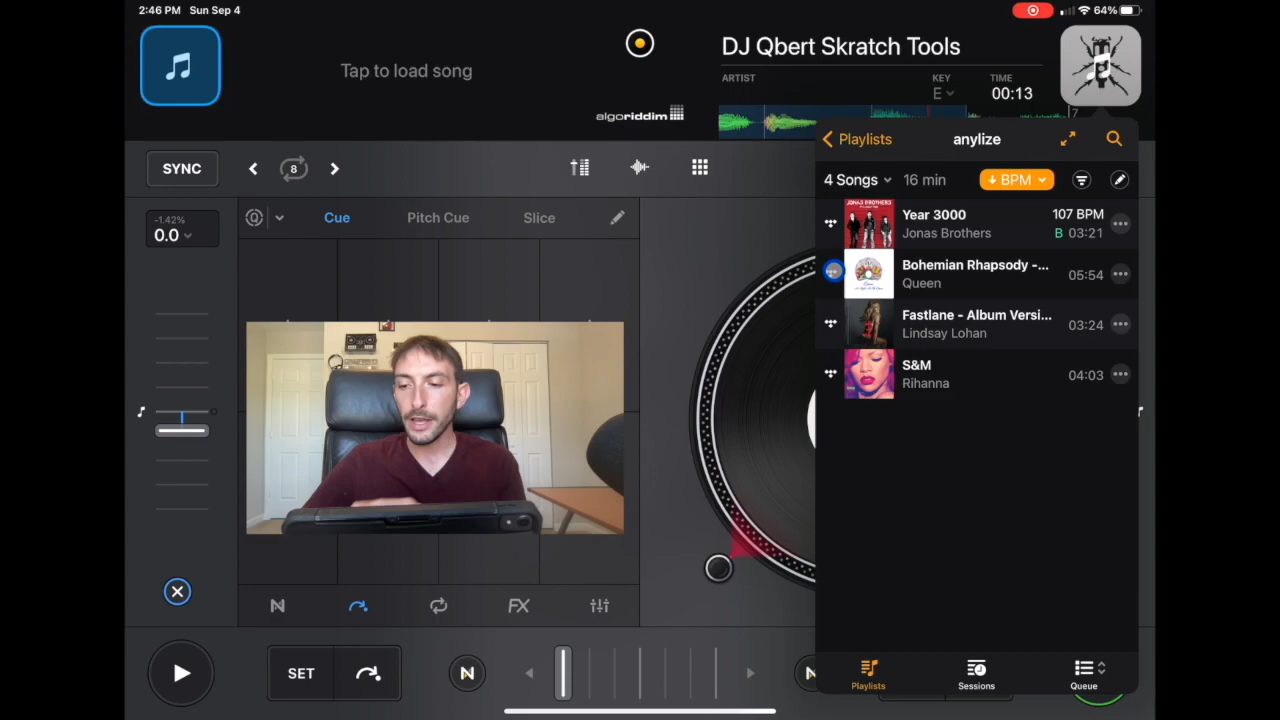 2:46 PM Sun Sep 4
64%
Tap to load song
algoriddim
DJ Qbert Skratch Tools
ARTIST
KEY
TIME
E
00:13
7
SYNC
8
Playlists
anylize
4 Songs
16 min
BPM
-1.42%
0.0
Cue
Pitch Cue
Slice
Year 3000
107 BPM
Jonas Brothers
B 03:21
Bohemian Rhapsody -...
05:54
Queen
Fastlane - Album Versi...
03:24
Lindsay Lohan
S&M
04:03
Rihanna
FX
SET
N
N
Playlists
Sessions
Queue